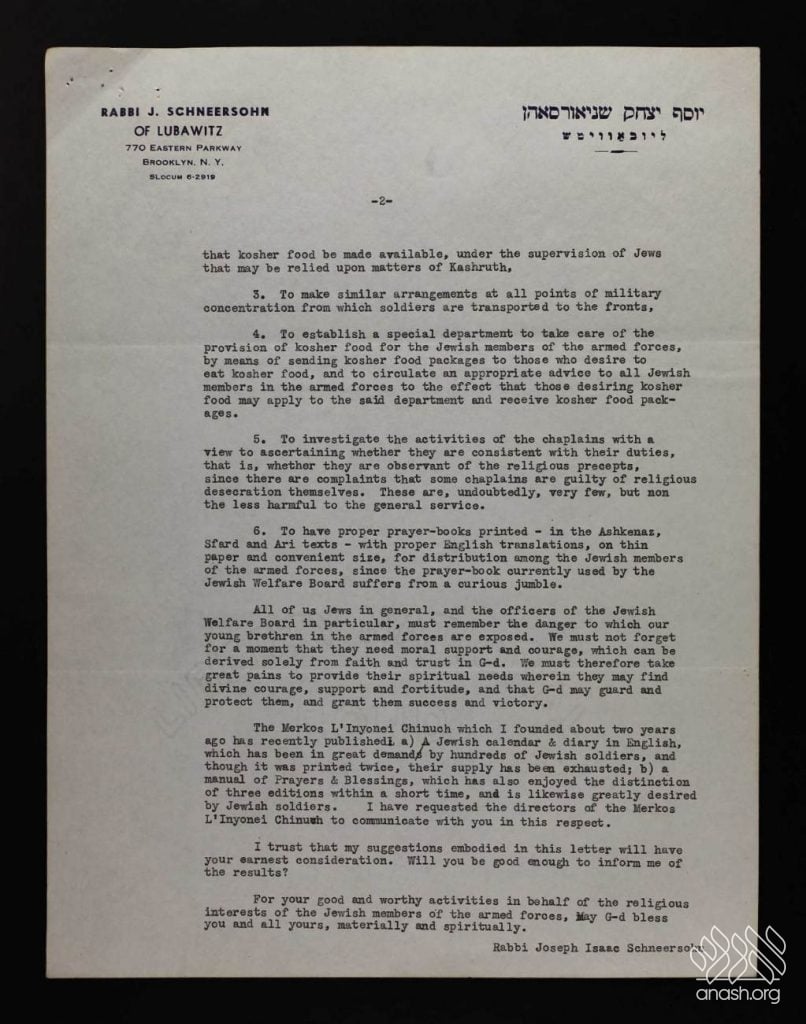 RABBI J. SCHNEERSOHN
OF LUBAWITZ
770 EASTERN PARKWAY
BROOKLYN, N. Y.
SLOCUM 6-2919
יוסף יצחק שניאורסאהן
ליובאוויטש
-2-
that kosher food be made available, under the supervision of Jews
that may be relied upon matters of Kashruth,
3. To make similar arrangements at all points of military
concentration from which soldiers are transported to the fronts,
4. To establish a special department to take care of the
provision of kosher food for the Jewish members of the armed forces,
by means of sending kosher food packages to those who desire to
eat kosher food, and to circulate an appropriate advice to all Jewish
members in the armed forces to the effect that those desiring kosher
food may apply to the said department and receive kosher food pack-
ages.
5. To investigate the activities of the chaplains with a
view to ascertaining whether they are consistent with their duties,
that is, whether they are observant of the religious precepts,
since there are complaints that some chaplains are guilty of religious
desecration themselves. These are, undoubtedly, very few, but non
the less harmful to the general service.
6. To have proper prayer-books printed - in the Ashkenaz,
Sfard and Ari texts - with proper English translations, on thin
paper and convenient size, for distribution among the Jewish members
of the armed forces, since the prayer-book currently used by the
Jewish Welfare Board suffers from a curious jumble.
All of us Jews in general, and the officers of the Jewish
Welfare Board in particular, must remember the danger to which our
young brethren in the armed forces are exposed. We must not forget
for a moment that they need moral support and courage, which can be
derived solely from faith and trust in G-d. We must therefore take
great pains to provide their spiritual needs wherein they may find
divine courage, support and fortitude, and that G-d may guard and
protect them, and grant them success and victory.
The Merkos L'Inyonei Chinuch which I founded about two years
ago has recently published: a) A Jewish calendar & diary in English,
which has been in great demand, by hundreds of Jewish soldiers, and
though it was printed twice, their supply has been exhausted; b) a
manual of Prayers & Blessings, which has also enjoyed the distinction
of three editions within a short time, and is likewise greatly desired
by Jewish soldiers. I have requested the directors of the Merkos
L'Inyonei Chinuch to communicate with you in this respect.
I trust that my suggestions embodied in this letter will have
your earnest consideration. Will you be good enough to inform me of
the results?
For your good and worthy activities in behalf of the religious
interests of the Jewish members of the armed forces, May G-d bless
you and all yours, materially and spiritually.
Rabbi Joseph Isaac Schneersohn
anash.org